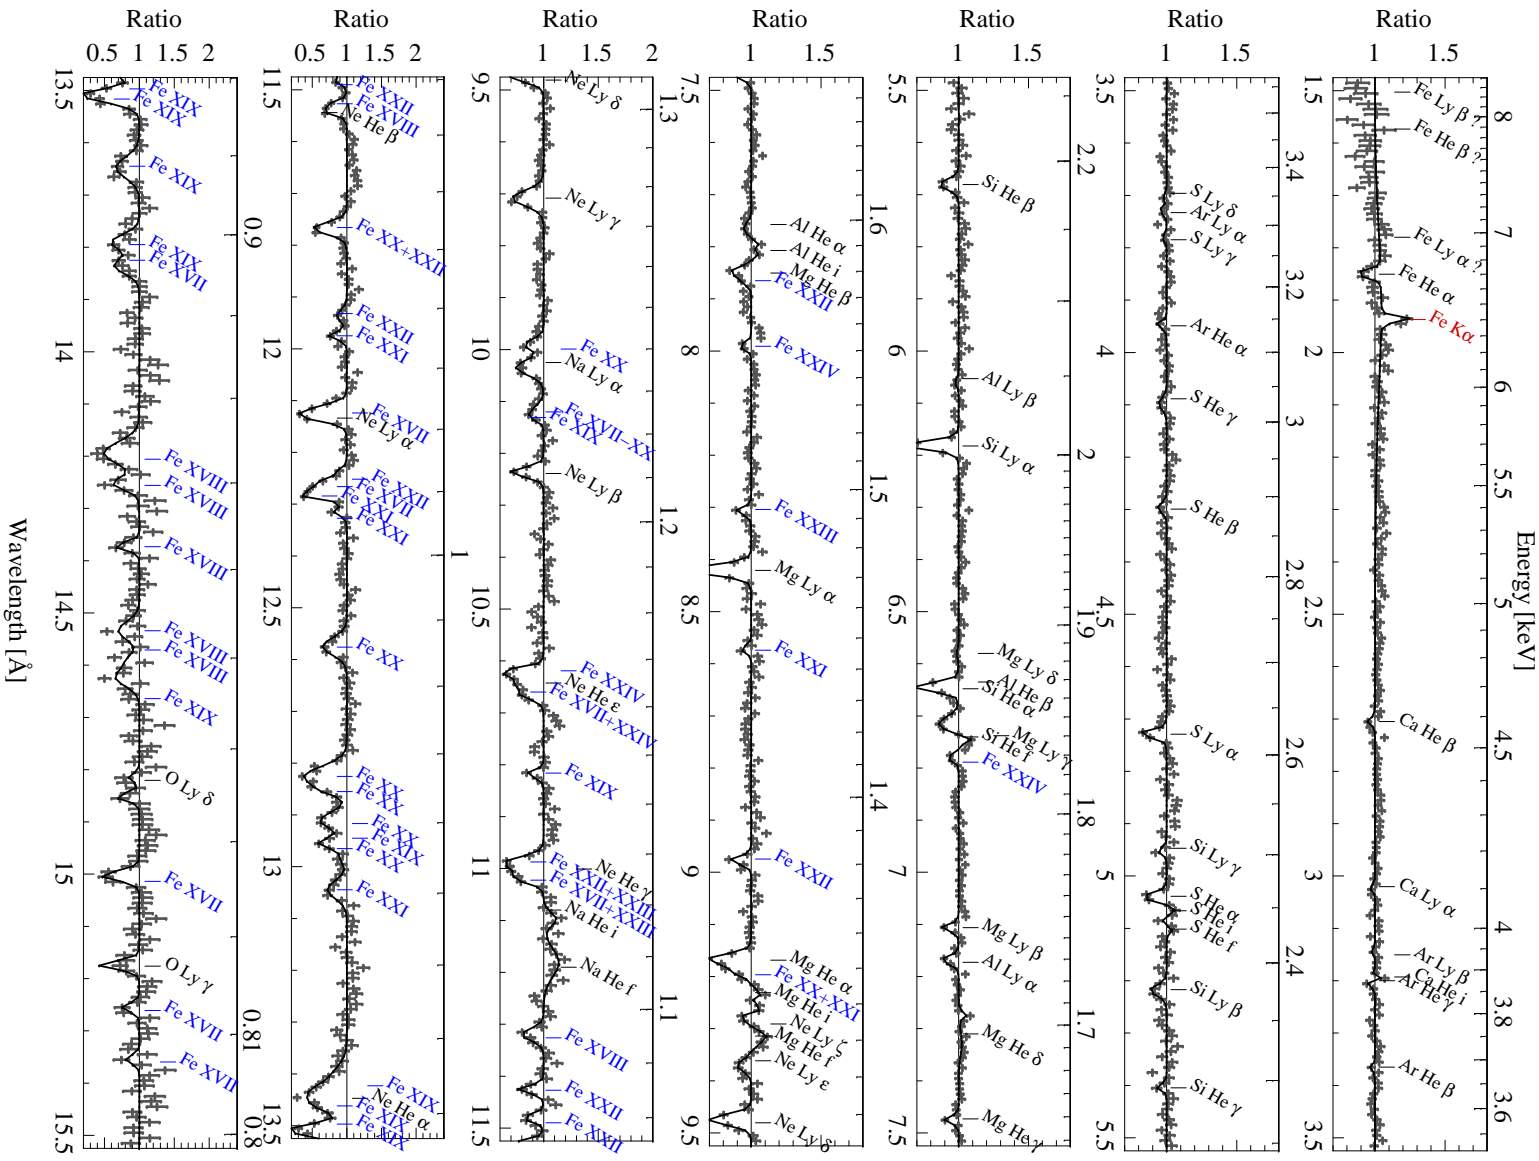 Energy [keV]
Ratio
1 1.5
8 7 6 5.5 5 4.5 4 3.8 3.6
Fe Ly β ?
Fe He β ?
Fe Ly α ?
Fe He α
Fe Kα
Ca He β
Ca Ly α
Ar Ly β
Ca He i
Ar He γ
Ar He β
1.5 2 2.5 3 3.5
Ratio
1 1.5
3.4 3.2 3 2.8 2.6 2.4
S Ly δ
Ar Ly α
S Ly γ
Ar He α
S He γ
S He β
S Ly α
Si Ly γ
S He α
S He i
S He f
Si Ly β
Si He γ
3.5 4 4.5 5 5.5
Ratio
1 1.5
2.2 2 1.9 1.8 1.7
Si He β
Al Ly β
Si Ly α
Mg Ly δ
Al He β
Si He α
Mg Ly γ
Si He f
Fe XXIV
Mg Ly β
Al Ly α
Mg He δ
Mg He γ
5.5 6 6.5 7 7.5
Ratio
1 1.5
1.6 1.5 1.4
Al He α
Al He i
Mg He β
Fe XXII
Fe XXIV
Fe XXIII
Mg Ly α
Fe XXI
Fe XXII
Mg He α
Fe XX+XXI
Mg He i
Ne Ly ζ
Mg He f
Ne Ly ε
Ne Ly δ
7.5 8 8.5 9 9.5
Ratio
1 2
1.3 1.2 1.1
Ne Ly δ
Ne Ly γ
Fe XX
Na Ly α
Fe XVII−XX
Fe XIX
Ne Ly β
Fe XXIV
Ne He ε
Fe XVII+XXIV
Fe XIX
Ne He γ
Fe XXII+XXIII
Fe XVII+XXIII
Na He i
Na He f
Fe XVIII
Fe XXII
Fe XXII
9.5 10 10.5 11 11.5
Ratio
0.5 1 1.5 2
1
Fe XXII
Fe XVIII
Ne He β
Fe XX+XXII
Fe XXII
Fe XXI
Fe XVII
Ne Ly α
Fe XXII
Fe XVII
Fe XXI
Fe XXI
Fe XX
Fe XX
Fe XX
Fe XX
Fe XIX
Fe XX
Fe XXI
Fe XIX
Ne He α
Fe XIX
Fe XIX
11.5 12 12.5 13 13.5
Ratio
0.5 1 1.5 2
0.9 0.81 0.8
Fe XIX
Fe XIX
Fe XIX
Fe XIX
Fe XVII
Fe XVIII
Fe XVIII
Fe XVIII
Fe XVIII
Fe XVIII
Fe XIX
O Ly δ
Fe XVII
O Ly γ
Fe XVII
Fe XVII
13.5 14 14.5 15 15.5
Wavelength [Å]